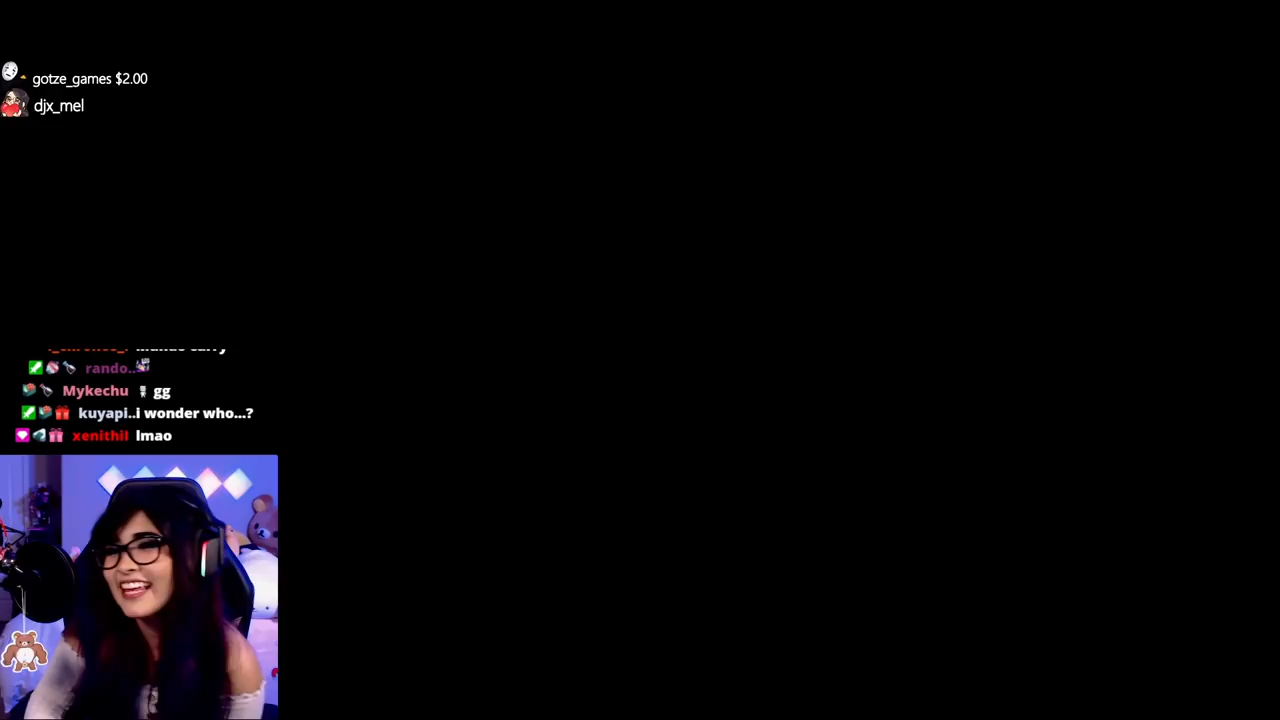 gotze_games $2.00
djx_mel
rando..
Mykechu gg
kuyapi..i wonder who...?
xenithil lmao